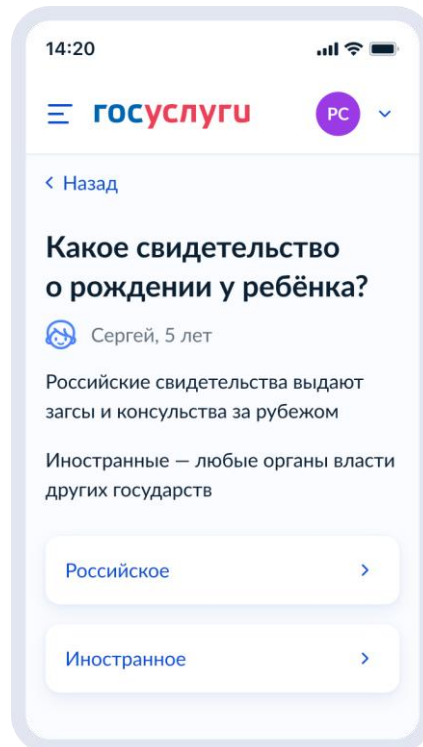 14:20
госуслуги
РС
Назад
Какое свидетельство
о рождении у ребёнка?
Сергей, 5 лет
Российские свидетельства выдают
загсы и консульства за рубежом
Иностранные — любые органы власти
других государств
Российское
Иностранное